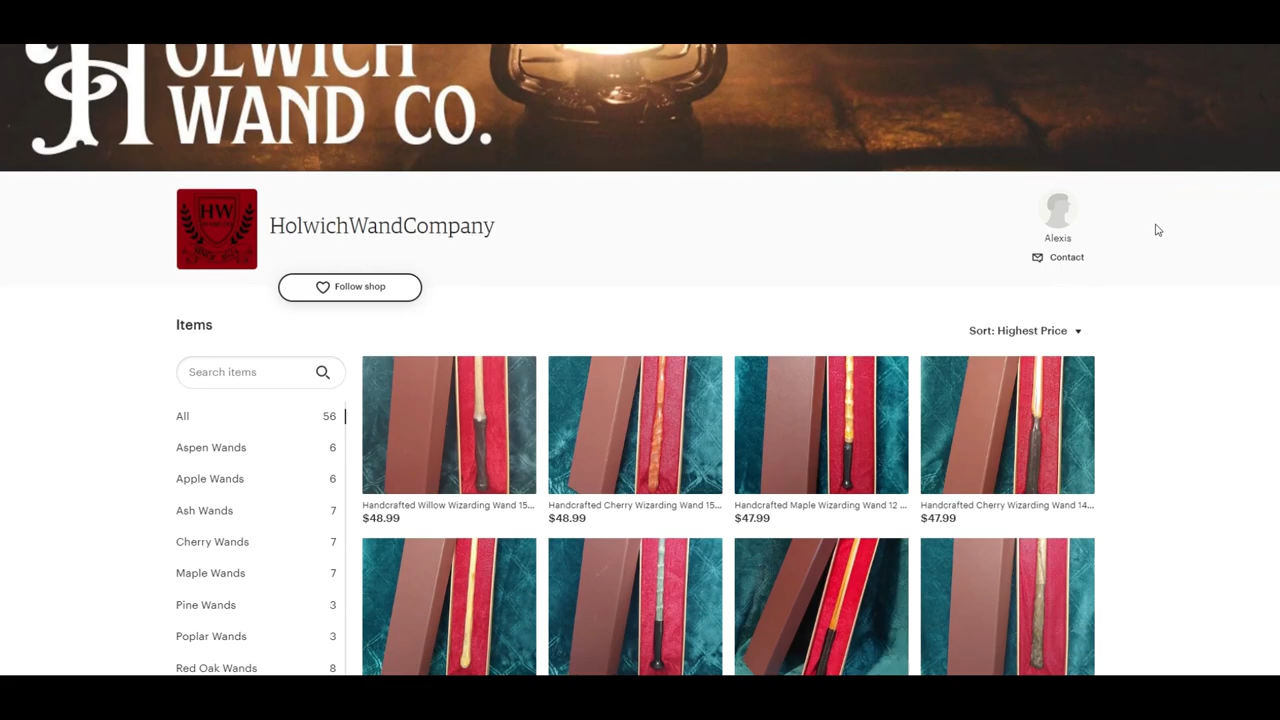 HOLWICH
WAND CO.
HW
HolwichWandCompany
Alexis
Contact
Follow shop
Items
Sort: Highest Price
Search items
All 56
Aspen Wands 6
Apple Wands 6
Ash Wands 7
Cherry Wands 7
Maple Wands 7
Pine Wands 3
Poplar Wands 3
Red Oak Wands 8
Handcrafted Willow Wizarding Wand 15...
$48.99
Handcrafted Cherry Wizarding Wand 15...
$48.99
Handcrafted Maple Wizarding Wand 12 ...
$47.99
Handcrafted Cherry Wizarding Wand 14...
$47.99